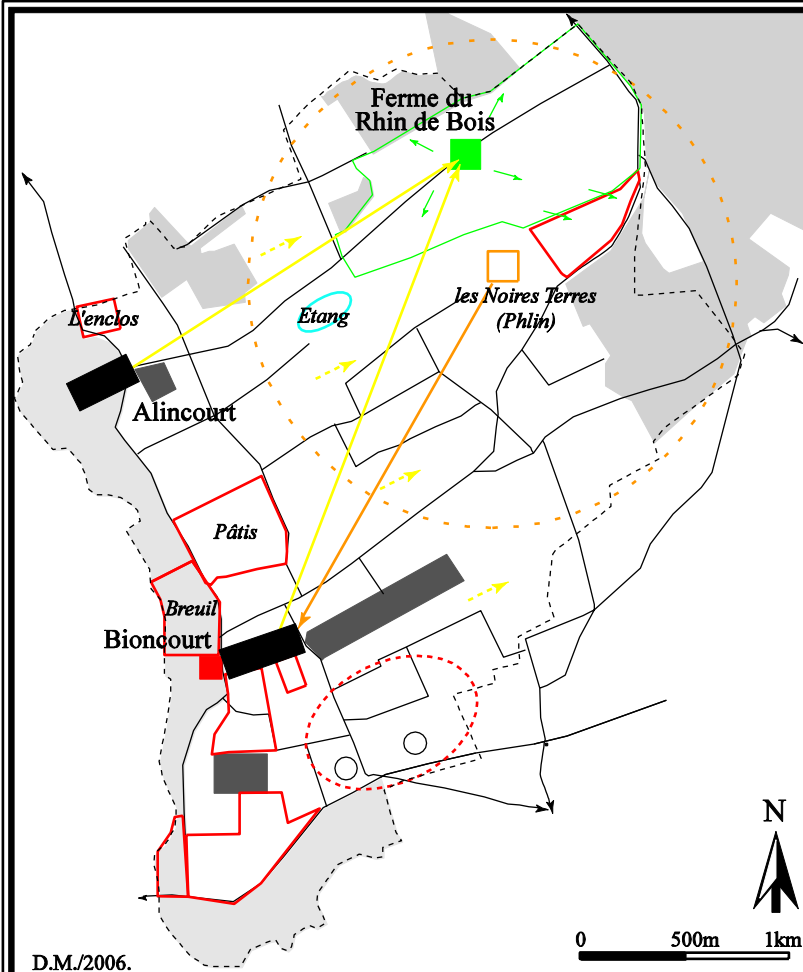 Ferme du
Rhin de Bois
L'enclos
Etang
les Noires Terres
(Phlin)
Alincourt
Pâtis
Breuil
Bioncourt
N
0 500m 1km
D.M./2006.